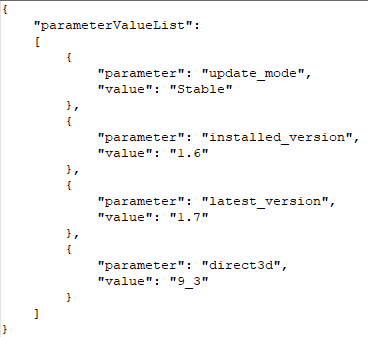 {
    "parameterValueList":
    [
        {
            "parameter": "update_mode",
            "value": "Stable"
        },
        {
            "parameter": "installed_version",
            "value": "1.6"
        },
        {
            "parameter": "latest_version",
            "value": "1.7"
        },
        {
            "parameter": "direct3d",
            "value": "9_3"
        }
    ]
}